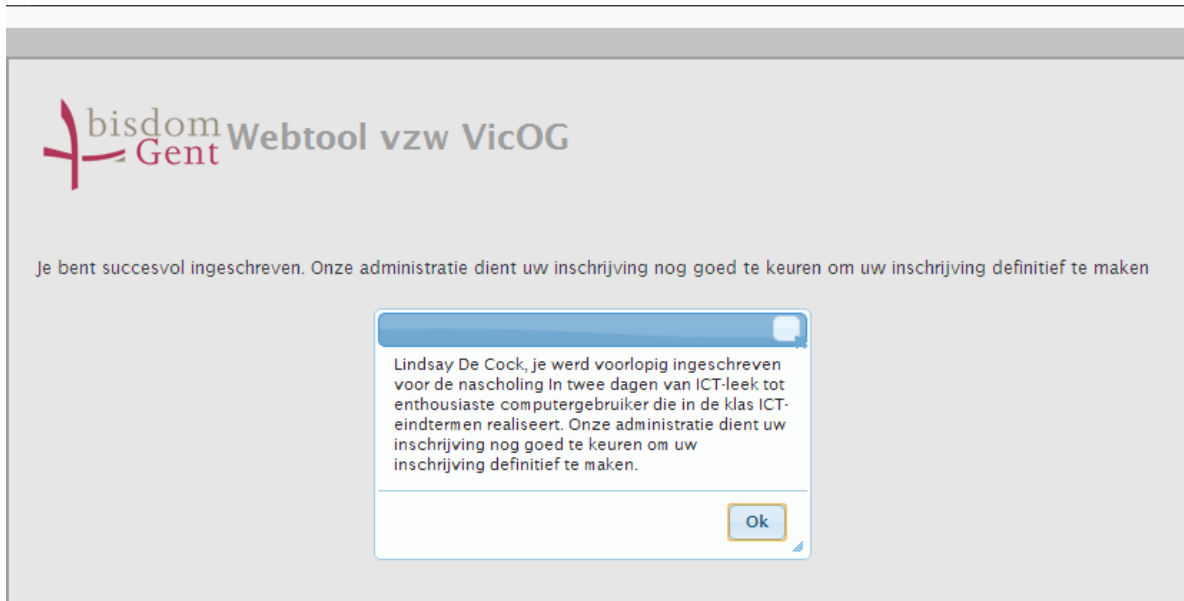 bisdom
Gent
Webtool vzw VicOG
Je bent succesvol ingeschreven. Onze administratie dient uw inschrijving nog goed te keuren om uw inschrijving definitief te maken
Lindsay De Cock, je werd voorlopig ingeschreven
voor de nascholing In twee dagen van ICT-leek tot
enthousiaste computergebruiker die in de klas ICT-
eindtermen realiseert. Onze administratie dient uw
inschrijving nog goed te keuren om uw
inschrijving definitief te maken.
Ok